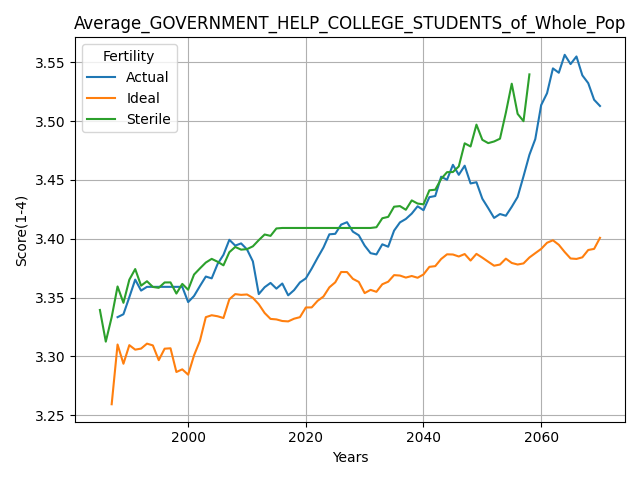 Average_GOVERNMENT_HELP_COLLEGE_STUDENTS_of_Whole_Pop
Fertility
Actual
Ideal
Sterile
Score(1-4)
3.55
3.50
3.45
3.40
3.35
3.30
3.25
2000 2020 2040 2060
Years